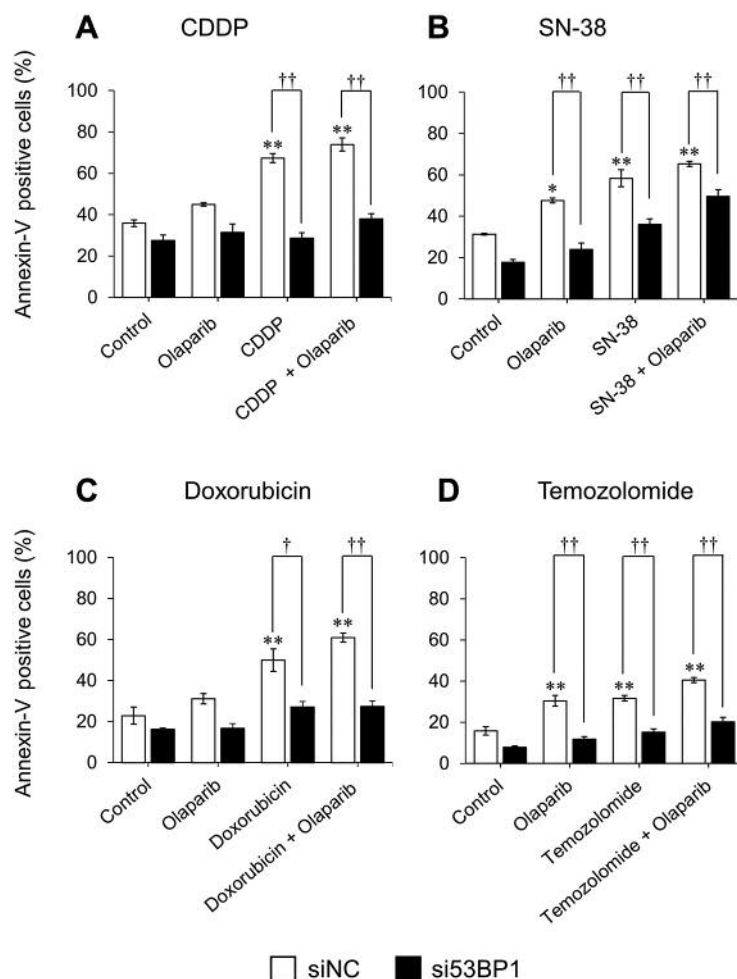 A CDDP
Annexin-V positive cells (%)
100
80
60
40
20
0
††
††
**
**
Control
Olaparib
CDDP
CDDP + Olaparib
B SN-38
100
80
60
40
20
0
††
††
††
*
**
**
Control
Olaparib
SN-38
SN-38 + Olaparib
C Doxorubicin
Annexin-V positive cells (%)
100
80
60
40
20
0
†
††
**
**
Control
Olaparib
Doxorubicin
Doxorubicin + Olaparib
D Temozolomide
100
80
60
40
20
0
††
††
††
**
**
**
Control
Olaparib
Temozolomide
Temozolomide + Olaparib
siNC si53BP1